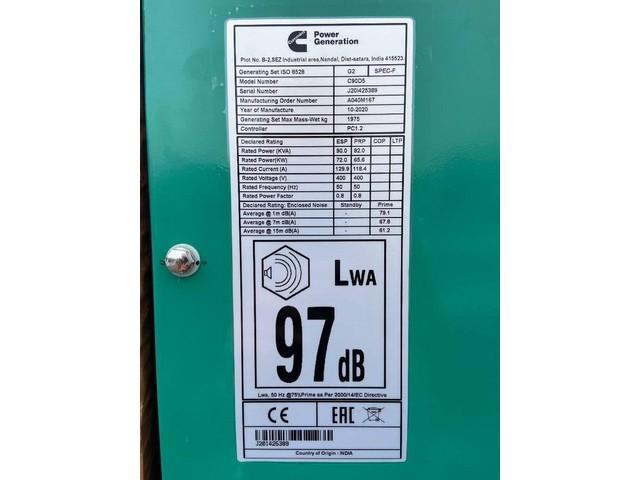 Power
Generation
Plot No. B-2,SEZ Industrial area,Nandal, Dist-satara, India 415523
Generating Set ISO 8528 G2 SPEC-F
Model Number C90D5
Serial Number J20I425389
Manufacturing Order Number A040M167
Year of Manufacture 10-2020
Generating Set Max Mass-Wet kg 1975
Controller PC1.2
Declared Rating ESP PRP COP LTP
Rated Power (KVA) 90.0 82.0
Rated Power(KW) 72.0 65.6
Rated Current (A) 129.9 118.4
Rated Voltage (V) 400 400
Rated Frequency (Hz) 50 50
Rated Power Factor 0.8 0.8
Declared Rating: Enclosed Noise Standby Prime
Average @ 1m dB(A) - 79.1
Average @ 7m dB(A) - 67.6
Average @ 15m dB(A) - 61.2
LWA
97 dB
Lwa, 50 Hz @75%Prime as Per 2000/14/EC Directive
CE EAC
J20I425389
Country of Origin - INDIA